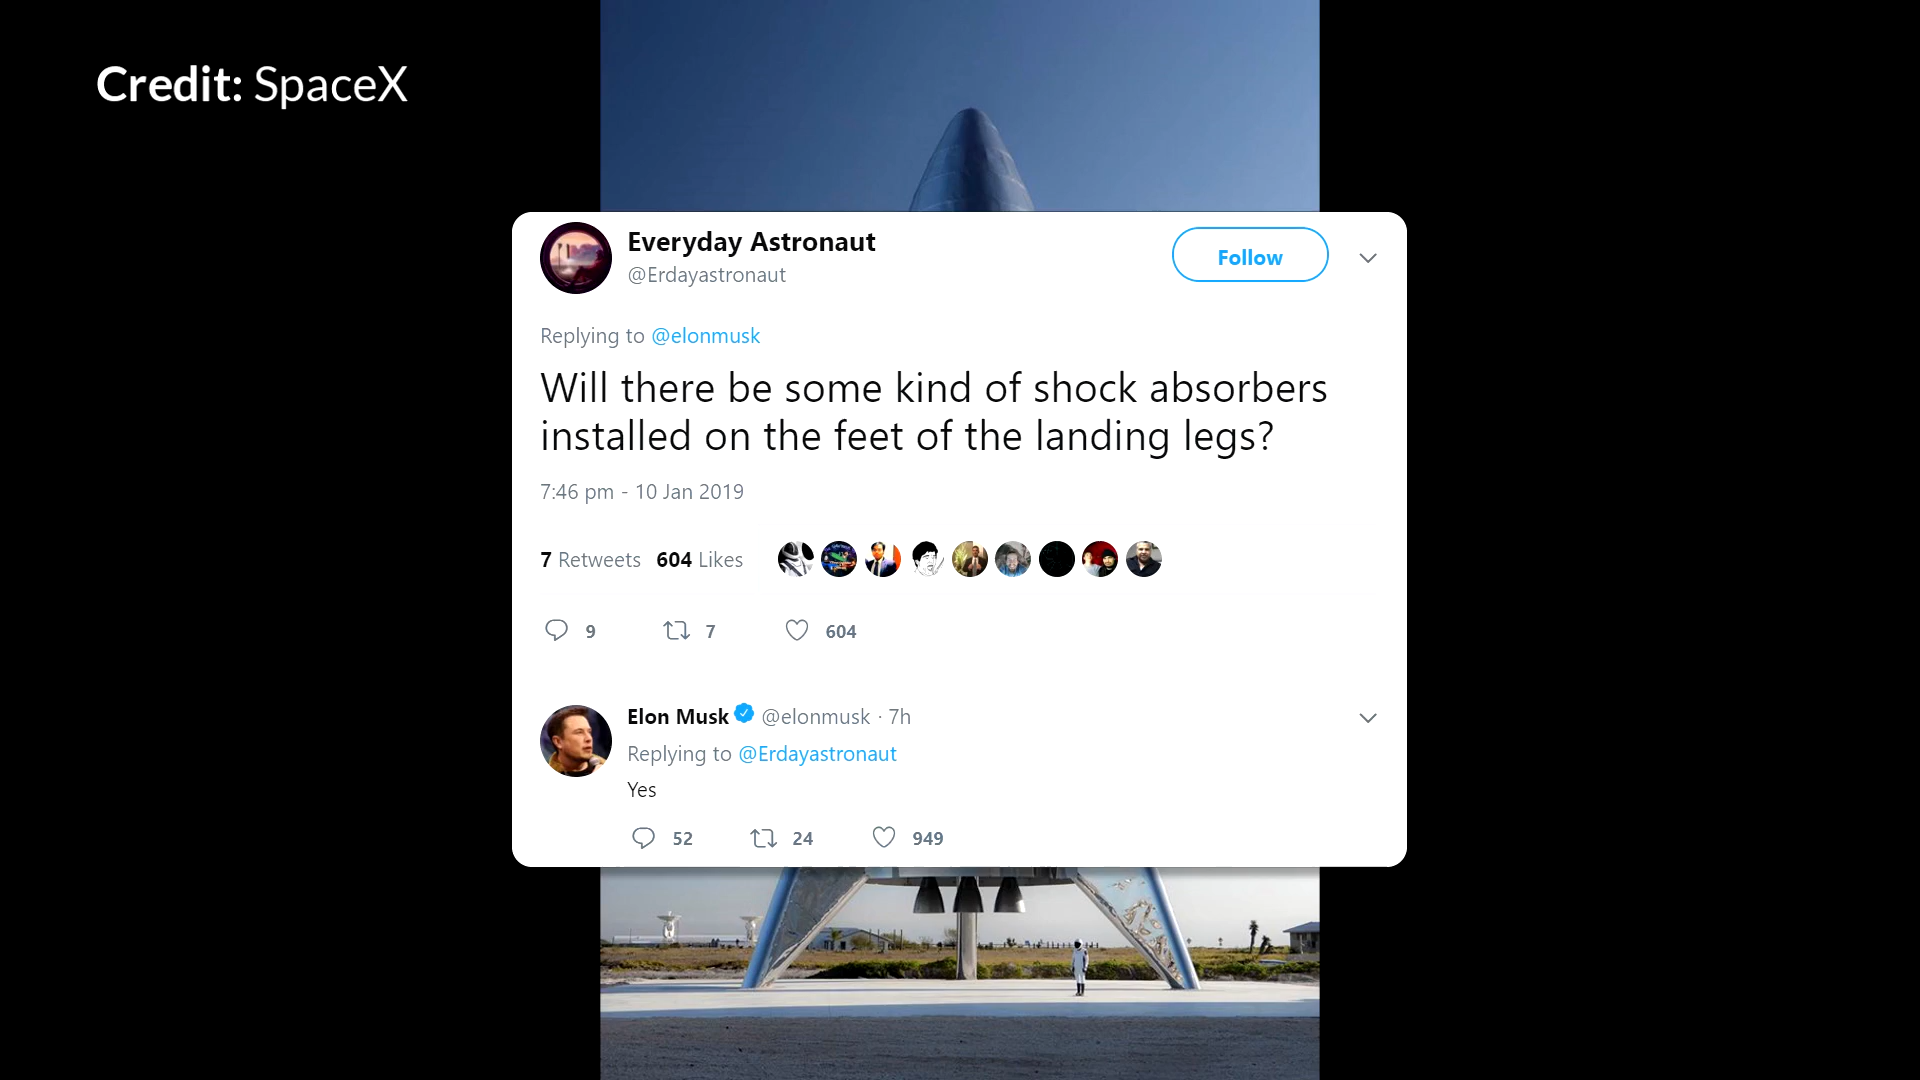 Credit: SpaceX
Everyday Astronaut
@Erdayastronaut
Follow
Replying to @elonmusk
Will there be some kind of shock absorbers
installed on the feet of the landing legs?
7:46 pm - 10 Jan 2019
7 Retweets 604 Likes
9 7 604
Elon Musk @elonmusk · 7h
Replying to @Erdayastronaut
Yes
52 24 949